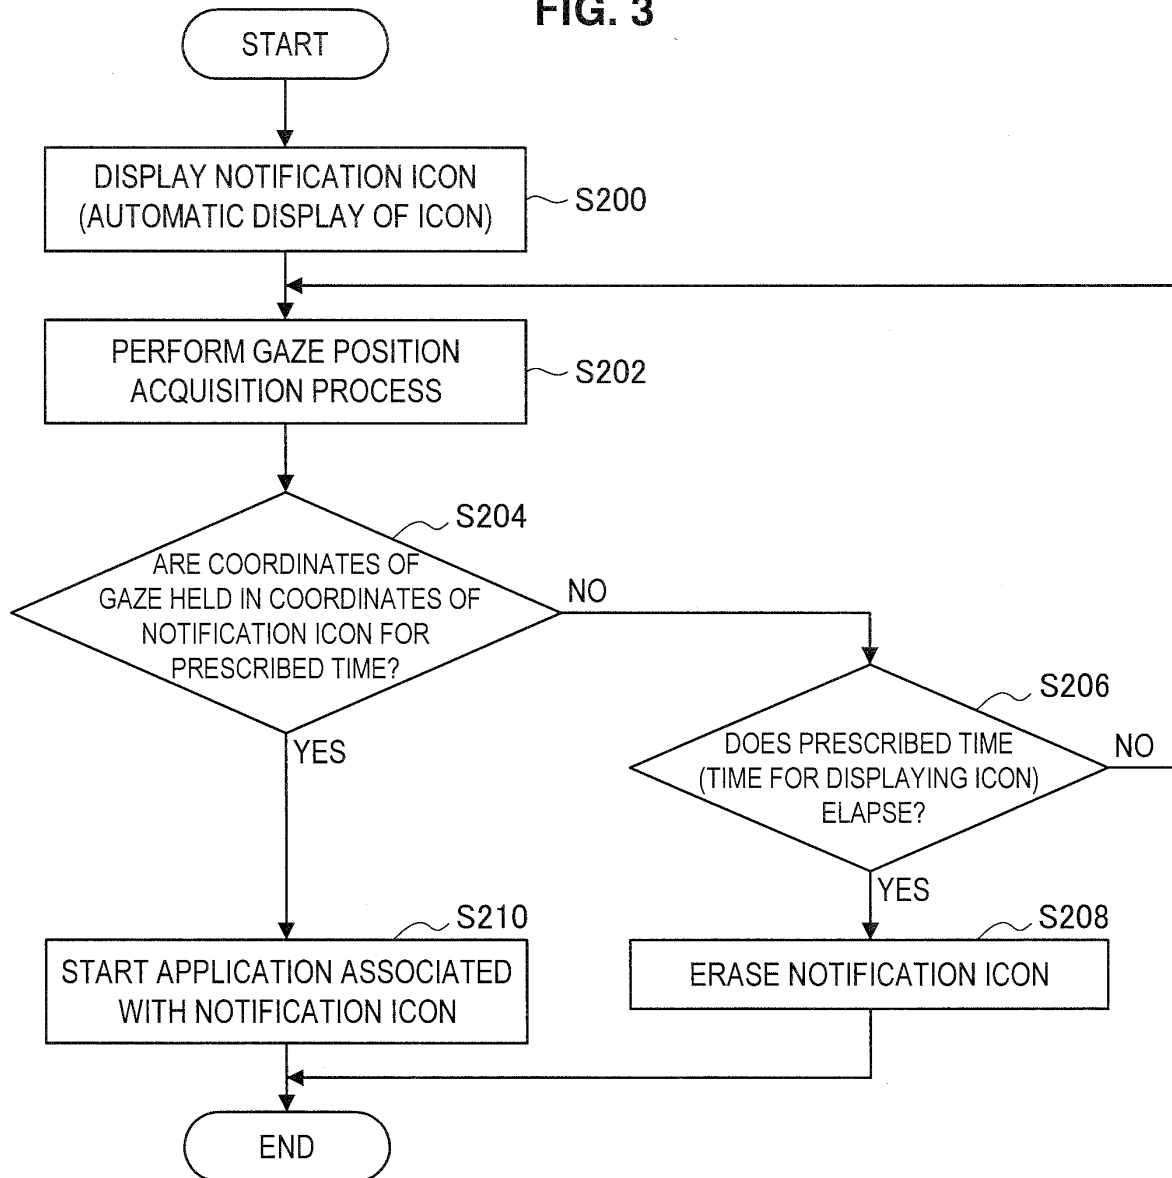 FIG. 3
START
DISPLAY NOTIFICATION ICON
(AUTOMATIC DISPLAY OF ICON)
S200
PERFORM GAZE POSITION
ACQUISITION PROCESS
S202
S204
ARE COORDINATES OF
GAZE HELD IN COORDINATES OF
NOTIFICATION ICON FOR
PRESCRIBED TIME?
NO
YES
S206
DOES PRESCRIBED TIME
(TIME FOR DISPLAYING ICON)
ELAPSE?
NO
YES
S210
START APPLICATION ASSOCIATED
WITH NOTIFICATION ICON
S208
ERASE NOTIFICATION ICON
END